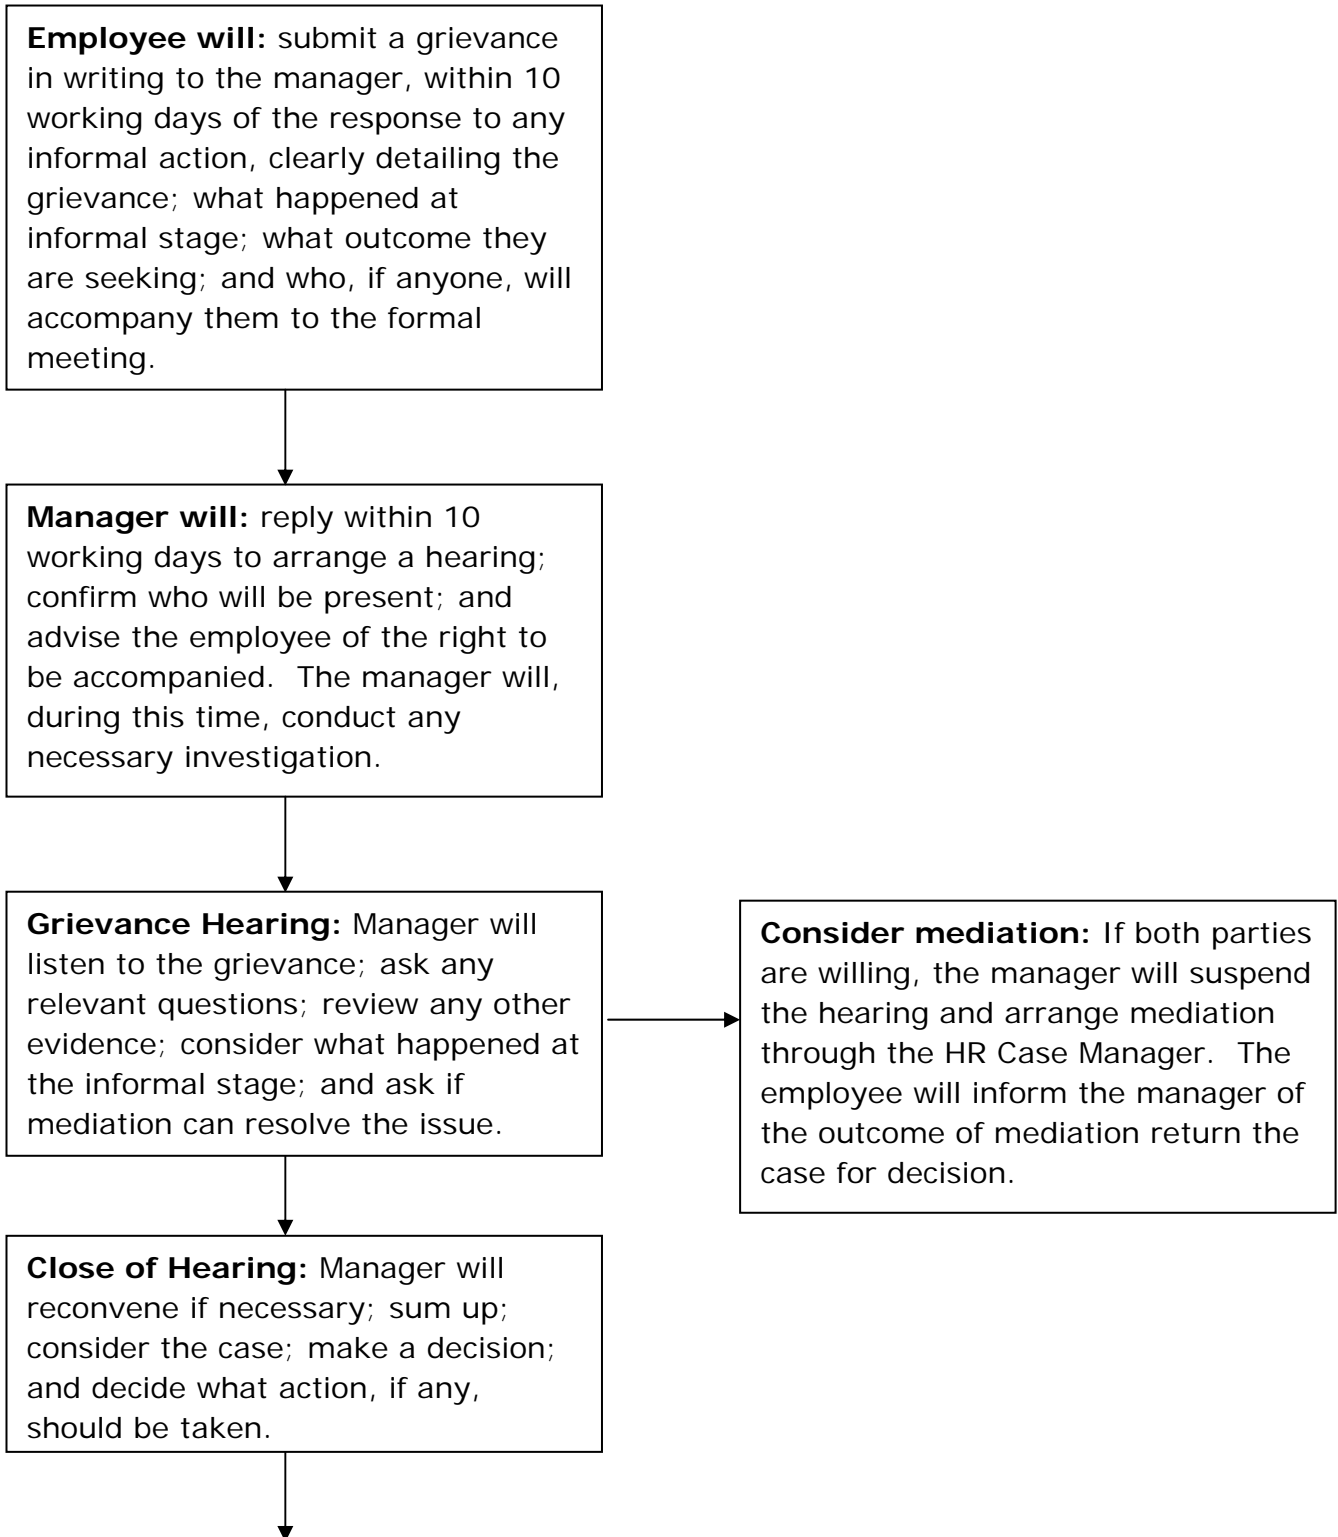 Employee will: submit a grievance
in writing to the manager, within 10
working days of the response to any
informal action, clearly detailing the
grievance; what happened at
informal stage; what outcome they
are seeking; and who, if anyone, will
accompany them to the formal
meeting.
Manager will: reply within 10
working days to arrange a hearing;
confirm who will be present; and
advise the employee of the right to
be accompanied.  The manager will,
during this time, conduct any
necessary investigation.
Grievance Hearing: Manager will
listen to the grievance; ask any
relevant questions; review any other
evidence; consider what happened at
the informal stage; and ask if
mediation can resolve the issue.
Consider mediation: If both parties
are willing, the manager will suspend
the hearing and arrange mediation
through the HR Case Manager.  The
employee will inform the manager of
the outcome of mediation return the
case for decision.
Close of Hearing: Manager will
reconvene if necessary; sum up;
consider the case; make a decision;
and decide what action, if any,
should be taken.